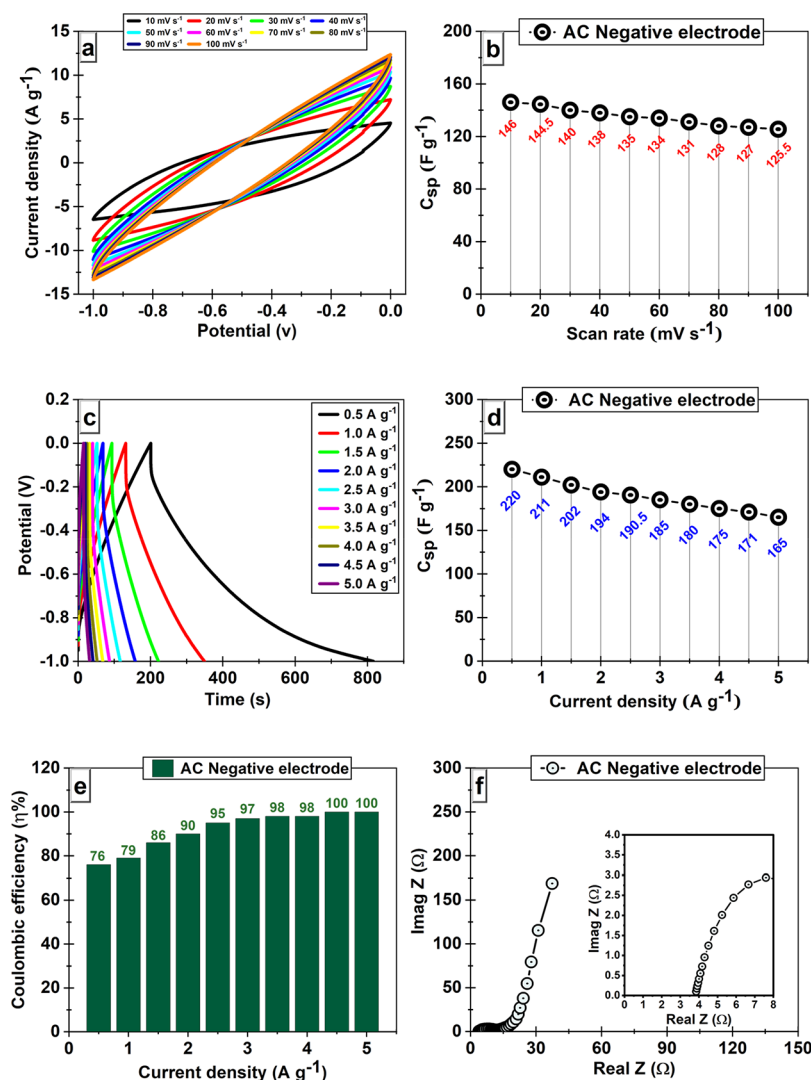 a
10 mV s-1 20 mV s-1 30 mV s-1 40 mV s-1
50 mV s-1 60 mV s-1 70 mV s-1 80 mV s-1
90 mV s-1 100 mV s-1
Current density (A g-1)
15
10
5
0
-5
-10
-15
-1.0 -0.8 -0.6 -0.4 -0.2 0.0
Potential (v)
b
AC Negative electrode
Csp (F g-1)
200
160
120
80
40
0
146 144.5 140 138 135 134 131 128 127 125.5
0 20 40 60 80 100
Scan rate (mV s-1)
c
0.5 A g-1
1.0 A g-1
1.5 A g-1
2.0 A g-1
2.5 A g-1
3.0 A g-1
3.5 A g-1
4.0 A g-1
4.5 A g-1
5.0 A g-1
Potential (V)
0.2
0.0
-0.2
-0.4
-0.6
-0.8
-1.0
0 200 400 600 800
Time (s)
d
AC Negative electrode
Csp (F g-1)
300
250
200
150
100
50
0
220 211 202 194 190.5 185 180 175 171 165
0 1 2 3 4 5
Current density (A g-1)
e
AC Negative electrode
Coulombic efficiency (η%)
120
100
80
60
40
20
0
76 79 86 90 95 97 98 98 100 100
0 1 2 3 4 5
Current density (A g-1)
f
AC Negative electrode
Imag Z (Ω)
300
250
200
150
100
50
0
0 30 60 90 120 150
Real Z (Ω)
Imag Z (Ω)
4.0
3.5
3.0
2.5
2.0
1.5
1.0
0.5
0.0
0 1 2 3 4 5 6 7 8
Real Z (Ω)